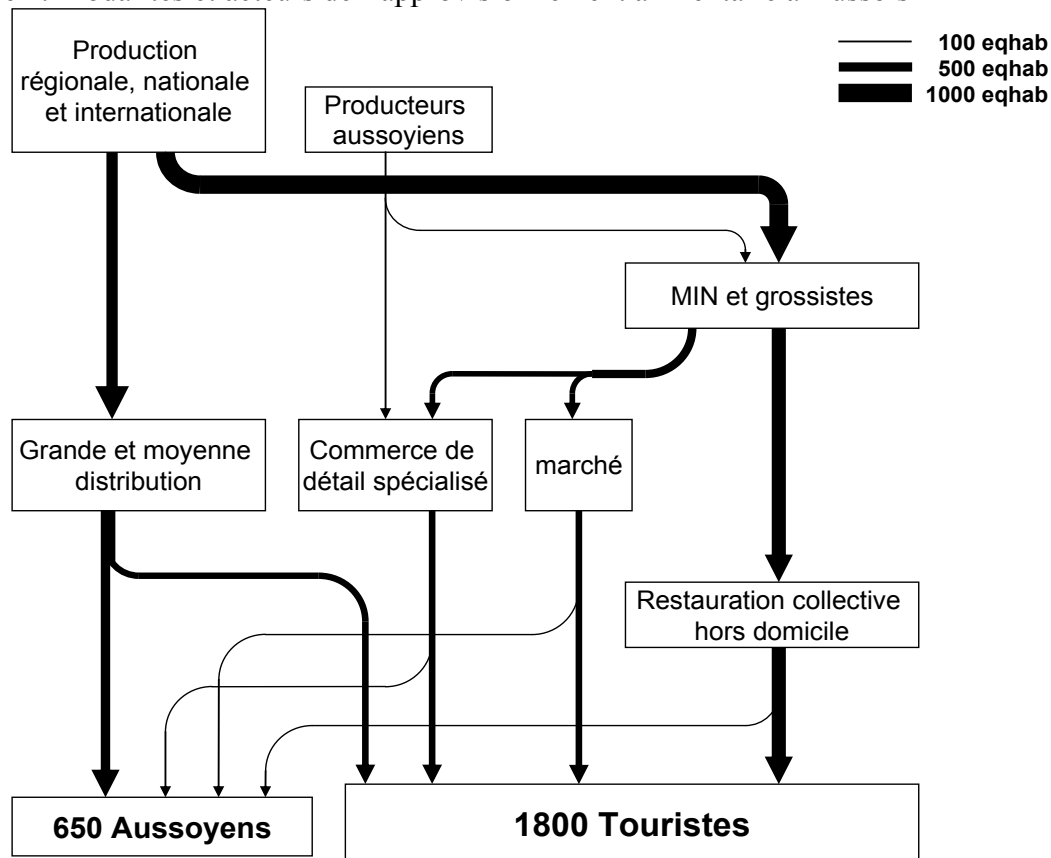 Production
régionale, nationale
et internationale
Producteurs
aussoyiens
100 eqhab
500 eqhab
1000 eqhab
MIN et grossistes
Grande et moyenne
distribution
Commerce de
détail spécialisé
marché
Restauration collective
hors domicile
650 Aussoyens
1800 Touristes